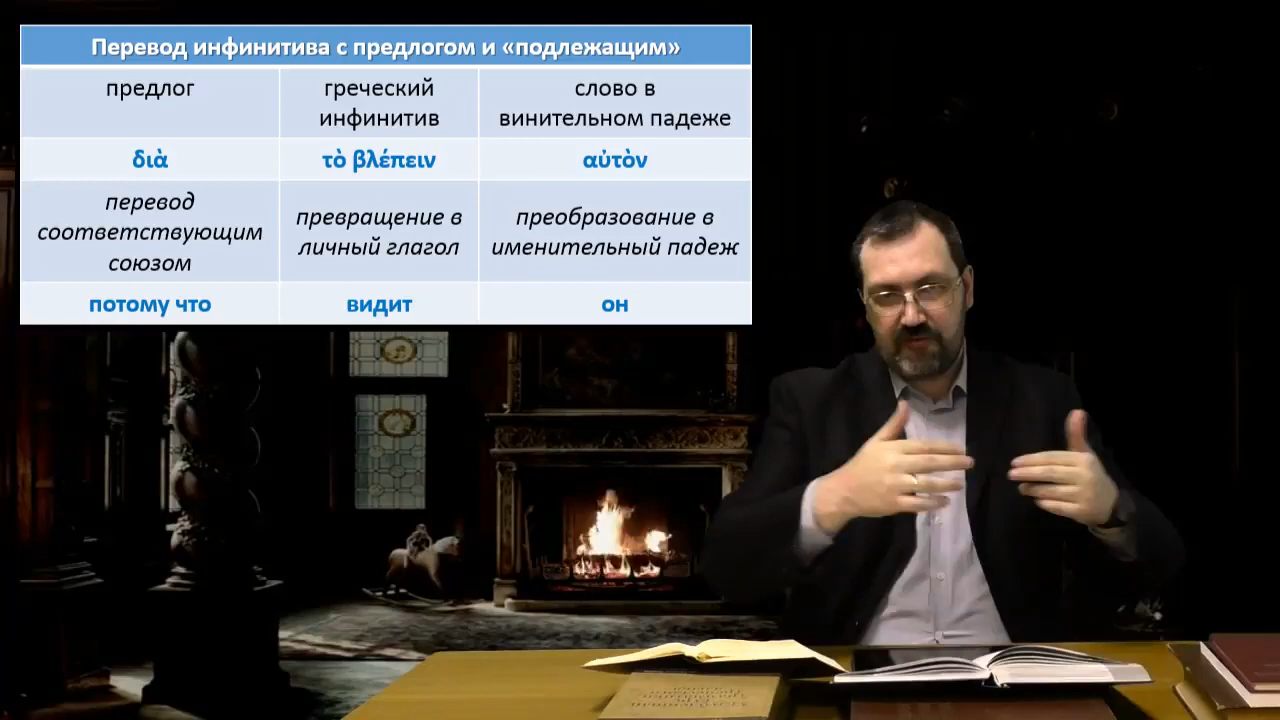 Перевод инфинитива с предлогом и «подлежащим»
предлог
греческий
инфинитив
слово в
винительном падеже
διὰ
τὸ βλέπειν
αὐτὸν
перевод
соответствующим
союзом
превращение в
личный глагол
преобразование в
именительный падеж
потому что
видит
он